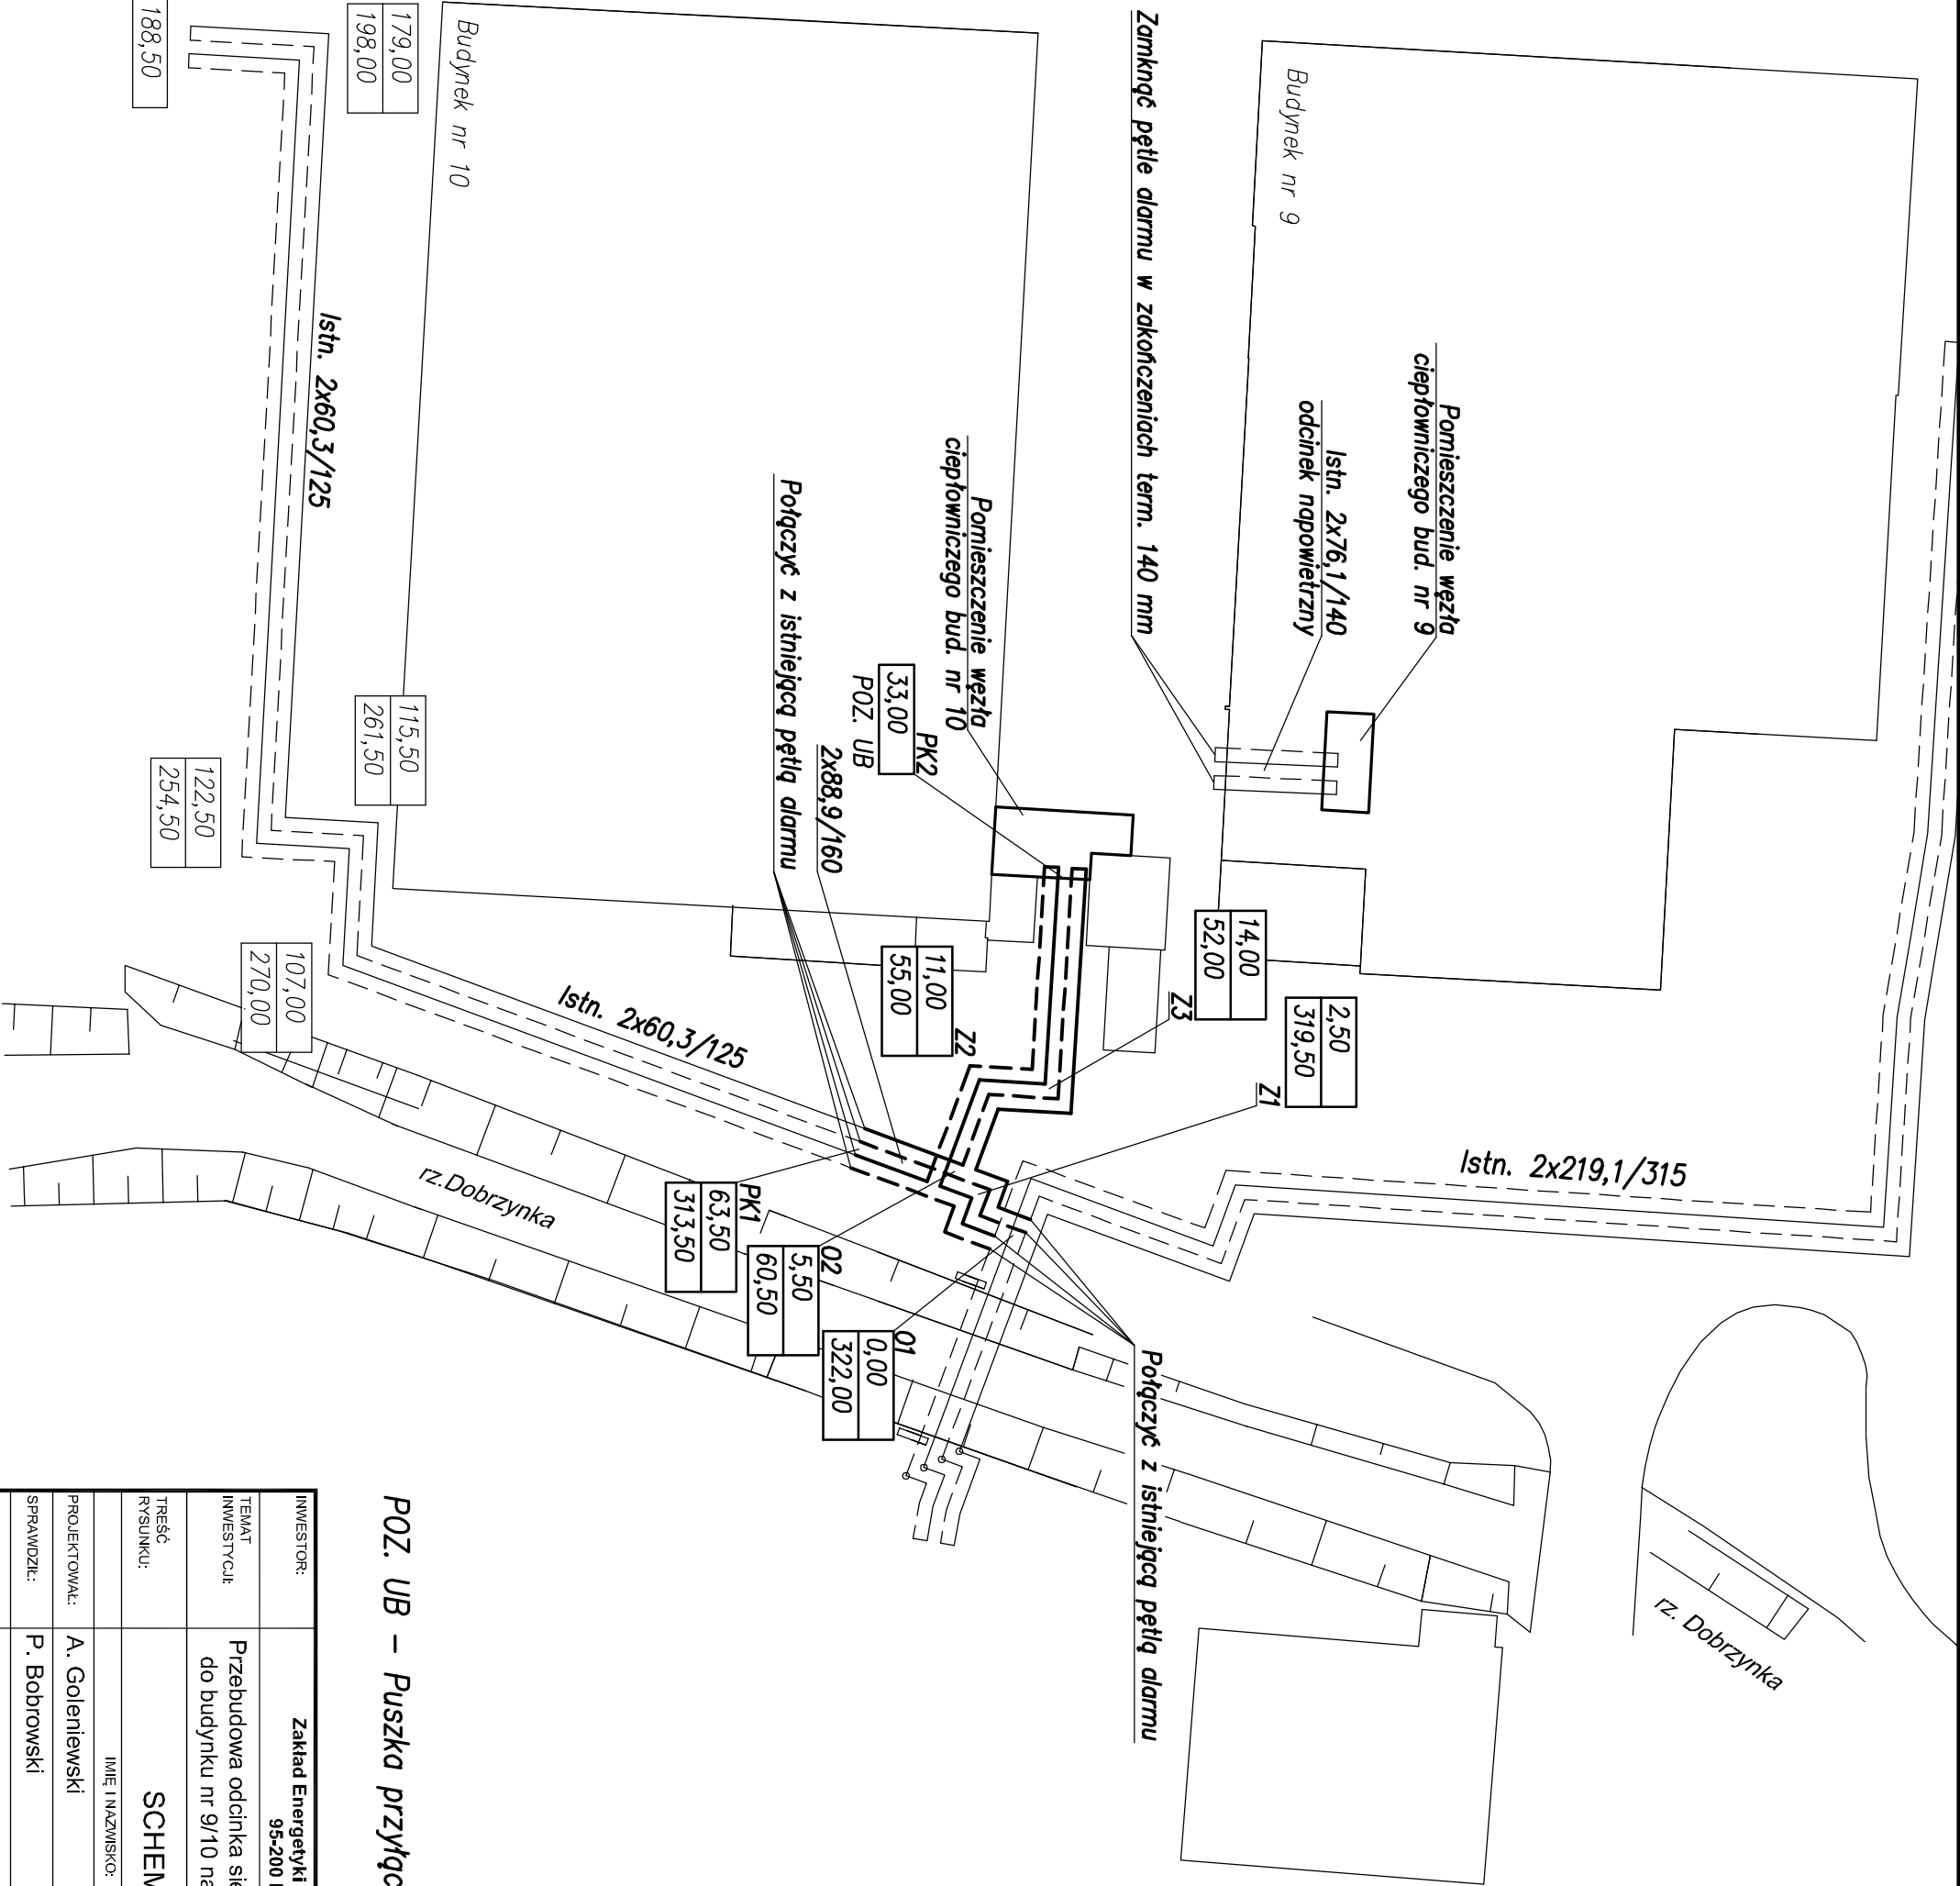 Budynek nr 9
Pomieszczenie węzła
ciepłowniczego bud. nr 9
Istn. 2x76,1/140
odcinek napowietrzny
Zamknąć pętle alarmu w zakończeniach term. 140 mm
Pomieszczenie węzła
ciepłowniczego bud. nr 10
PK2
33,00
POZ. UB
2x88,9/160
Połączyć z istniejącą pętlą alarmu
Budynek nr 10
179,00
198,00
188,50
Istn. 2x60,3/125
115,50
261,50
122,50
254,50
107,00
270,00
Istn. 2x60,3/125
14,00
52,00
Z3
11,00
55,00
Z2
2,50
319,50
Z1
Istn. 2x219,1/315
rz.Dobrzynka
PK1
63,50
313,50
O2
5,50
60,50
O1
0,00
322,00
Połączyć z istniejącą pętlą alarmu
rz. Dobrzynka
POZ. UB – Puszka
INWESTOR:
Zakład Energetyki
95-200
TEMAT
INWESTYCJI:
Przebudowa odcinka
do budynku nr 9/10
TREŚĆ
RYSUNKU:
IMIĘ I NAZWISKO:
PROJEKTOWAŁ:
A. Goleniewski
SPRAWDZIŁ:
P. Bobrowski